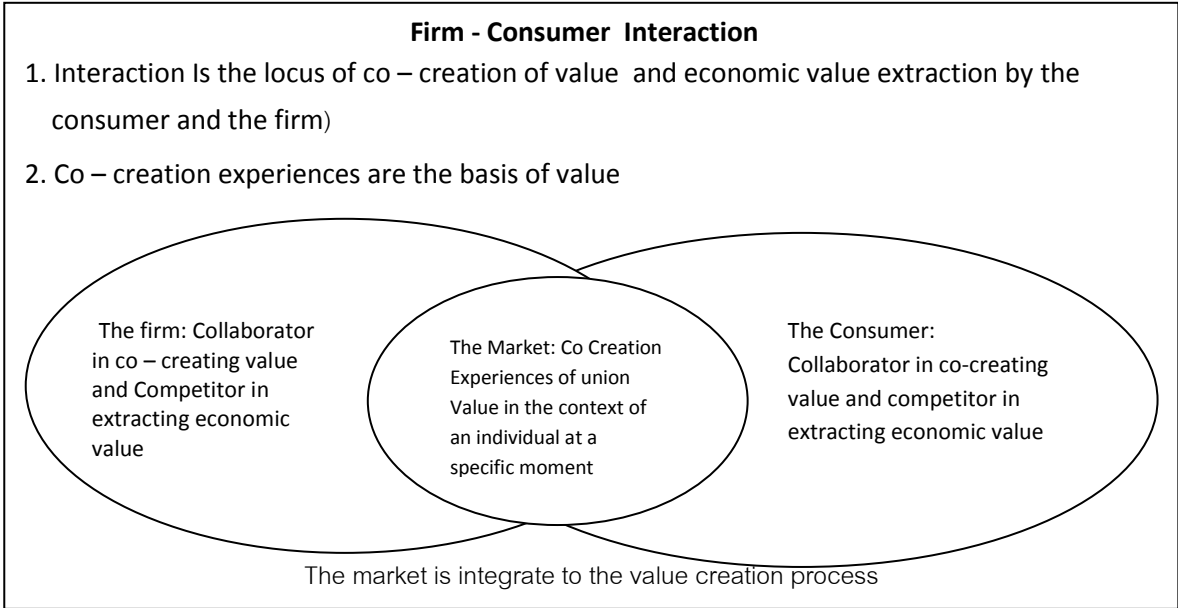 Firm - Consumer Interaction
1. Interaction Is the locus of co – creation of value and economic value extraction by the
consumer and the firm)
2. Co – creation experiences are the basis of value
The firm: Collaborator
in co – creating value
and Competitor in
extracting economic
value
The Market: Co Creation
Experiences of union
Value in the context of
an individual at a
specific moment
The Consumer:
Collaborator in co-creating
value and competitor in
extracting economic value
The market is integrate to the value creation process